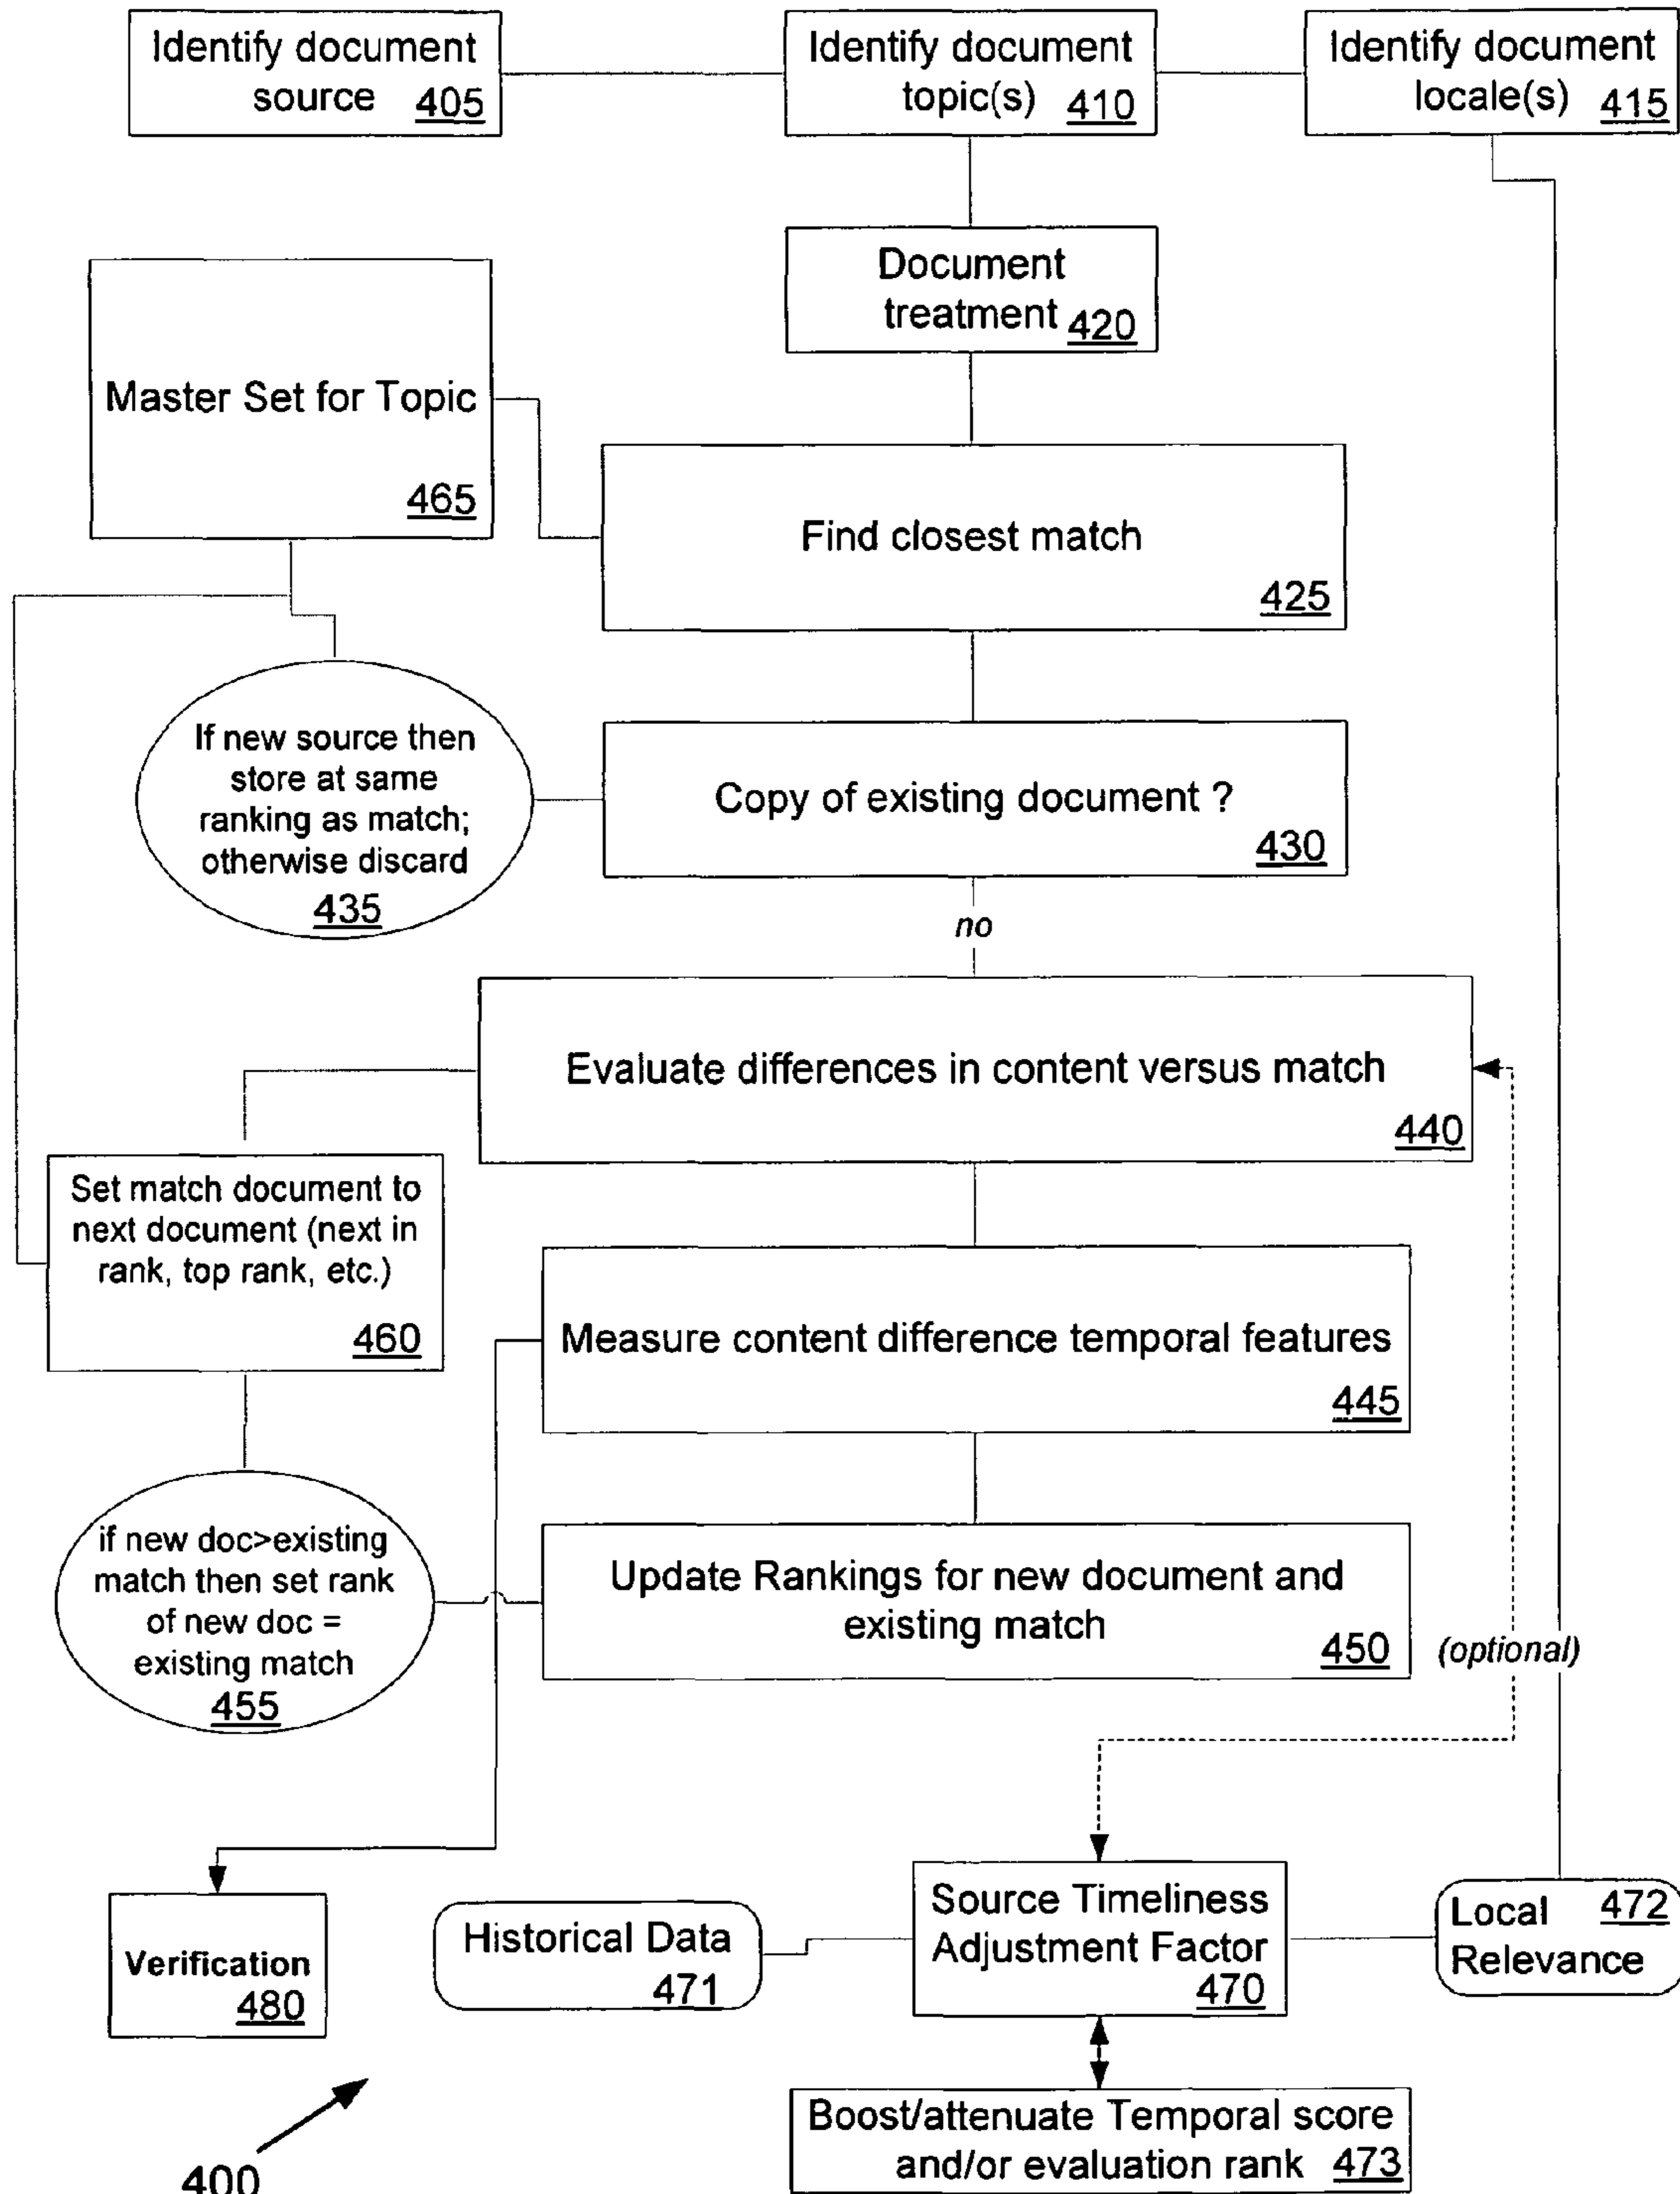 Identify document
source 405
Identify document
topic(s) 410
Identify document
locale(s) 415
Document
treatment 420
Master Set for Topic
465
Find closest match
425
If new source then
store at same
ranking as match;
otherwise discard
435
Copy of existing document ?
430
no
Evaluate differences in content versus match
440
Set match document to
next document (next in
rank, top rank, etc.)
460
Measure content difference temporal features
445
if new doc>existing
match then set rank
of new doc =
existing match
455
Update Rankings for new document and
existing match
450
(optional)
Verification
480
Historical Data
471
Source Timeliness
Adjustment Factor
470
Local 472
Relevance
Boost/attenuate Temporal score
and/or evaluation rank 473
400